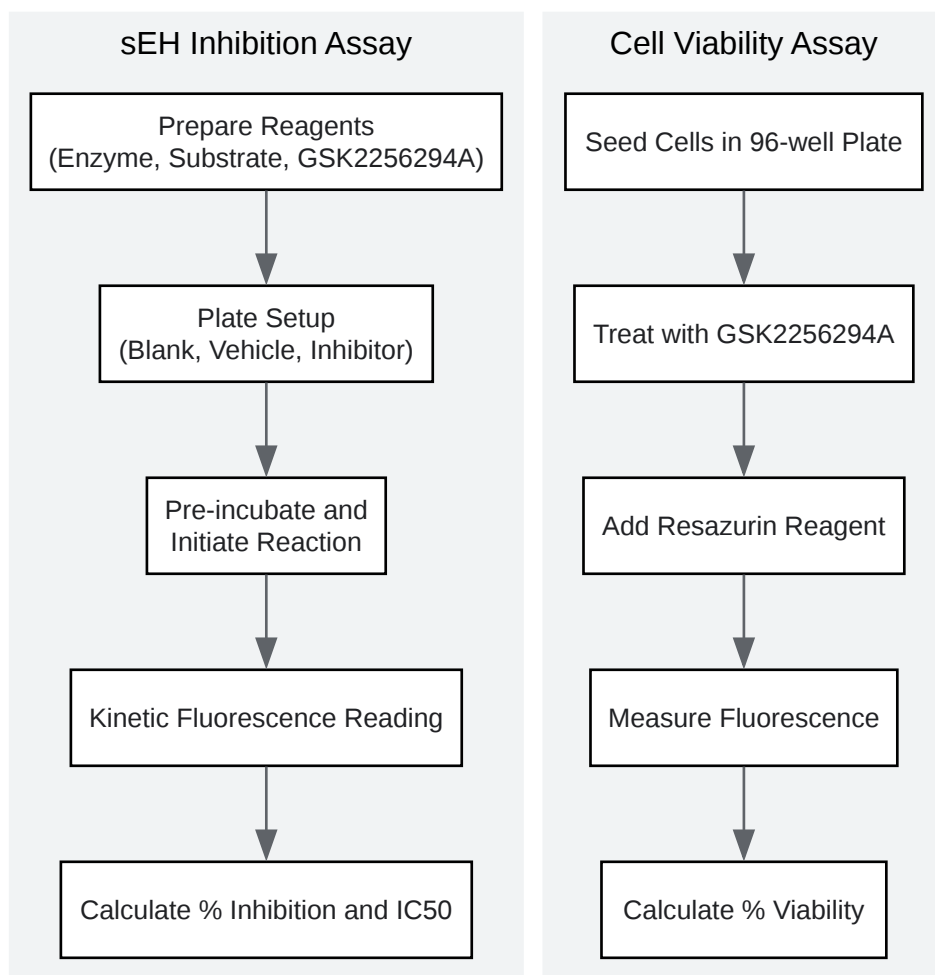 sEH Inhibition Assay
Prepare Reagents
(Enzyme, Substrate, GSK2256294A)
Plate Setup
(Blank, Vehicle, Inhibitor)
Pre-incubate and
Initiate Reaction
Kinetic Fluorescence Reading
Calculate % Inhibition and IC50
Cell Viability Assay
Seed Cells in 96-well Plate
Treat with GSK2256294A
Add Resazurin Reagent
Measure Fluorescence
Calculate % Viability